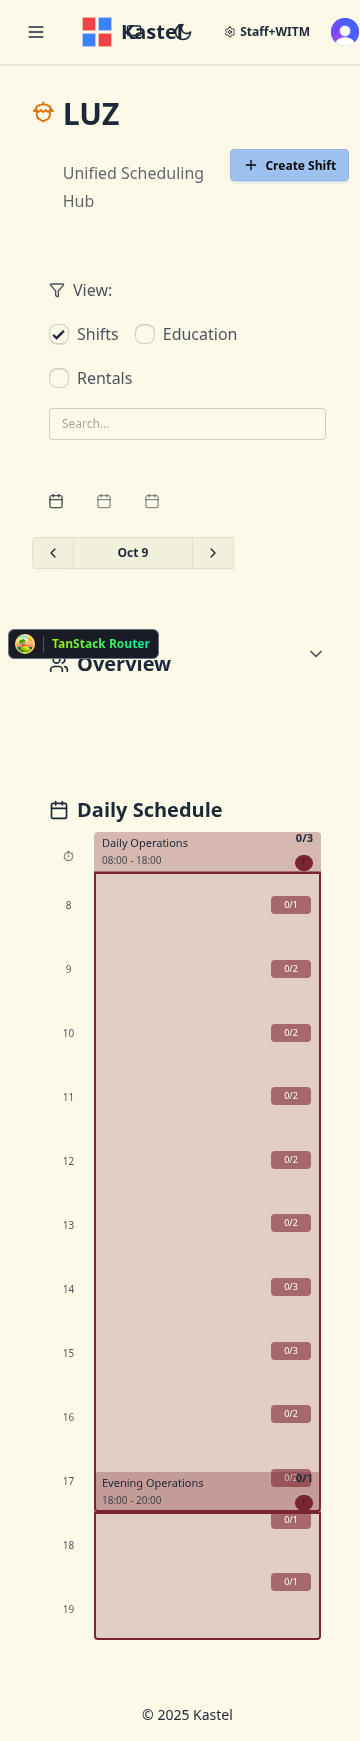 Kastel
Staff+WITM
LUZ
Unified Scheduling
Hub
Create Shift
View:
Shifts
Education
Rentals
Search...
Oct 9
TanStack Router
Overview
Daily Schedule
Daily Operations
0/3
08:00 - 18:00
8
0/1
9
0/2
10
0/2
11
0/2
12
0/2
13
0/2
14
0/3
15
0/3
16
0/2
17
0/2
Evening Operations
0/1
18:00 - 20:00
0/1
18
0/1
19
© 2025 Kastel